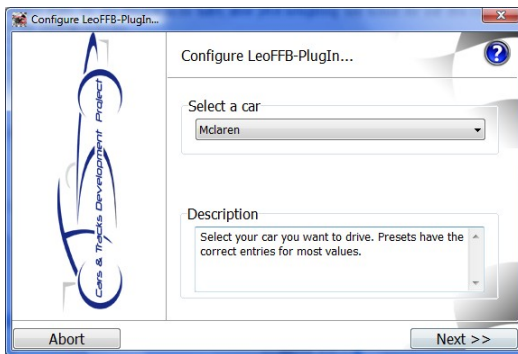 Configure LeoFFB-PlugIn...
Configure LeoFFB-PlugIn...
Cars & Tracks Development Project
Select a car
Mclaren
Description
Select your car you want to drive. Presets have the
correct entries for most values.
Abort
Next >>